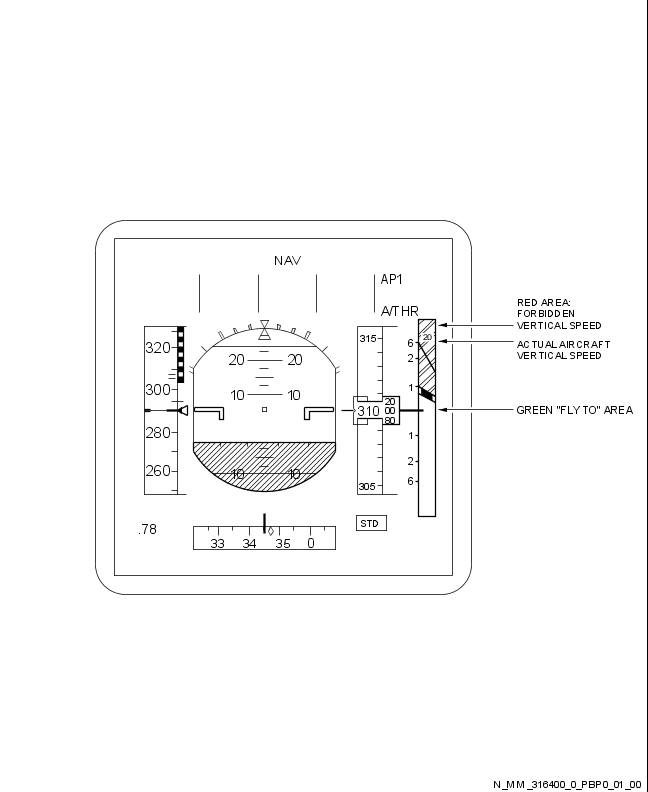 NAV
AP1
A/THR
RED AREA:
FORBIDDEN
VERTICAL SPEED
ACTUAL AIRCRAFT
VERTICAL SPEED
GREEN "FLY TO" AREA
320
300
280
260
20 20
10 10
10 10
315
310
20
00
80
305
20
6
2
1
1
2
6
.78
33 34 35 0
STD
N_MM_316400_0_PBP0_01_00